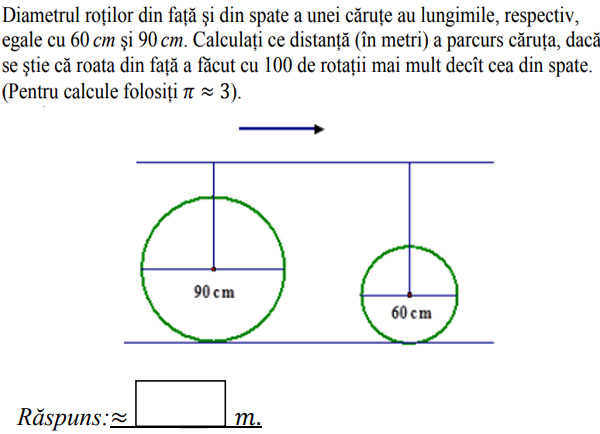 Diametrul roților din față și din spate a unei căruțe au lungimile, respectiv,
egale cu 60 cm și 90 cm. Calculați ce distanță (în metri) a parcurs căruța, dacă
se știe că roata din față a făcut cu 100 de rotații mai mult decît cea din spate.
(Pentru calcule folosiți π ≈ 3).
90 cm
60 cm
Răspuns:≈ m.